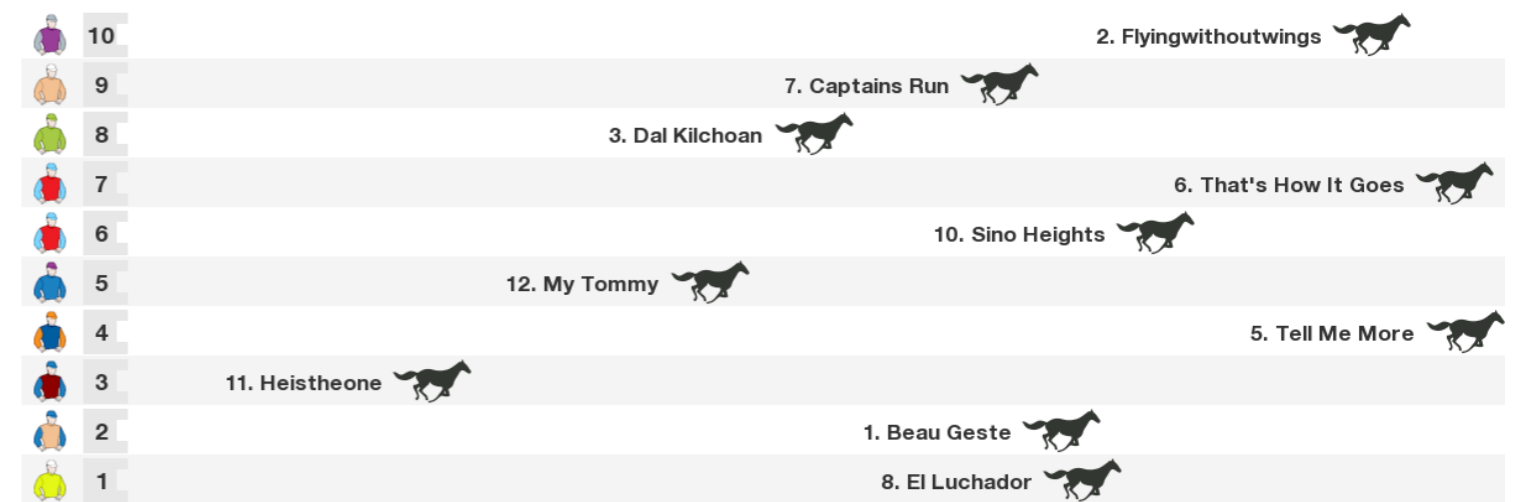 10 2. Flyingwithoutwings
9 7. Captains Run
8 3. Dal Kilchoan
7 6. That's How It Goes
6 10. Sino Heights
5 12. My Tommy
4 5. Tell Me More
3 11. Heistheone
2 1. Beau Geste
1 8. El Luchador